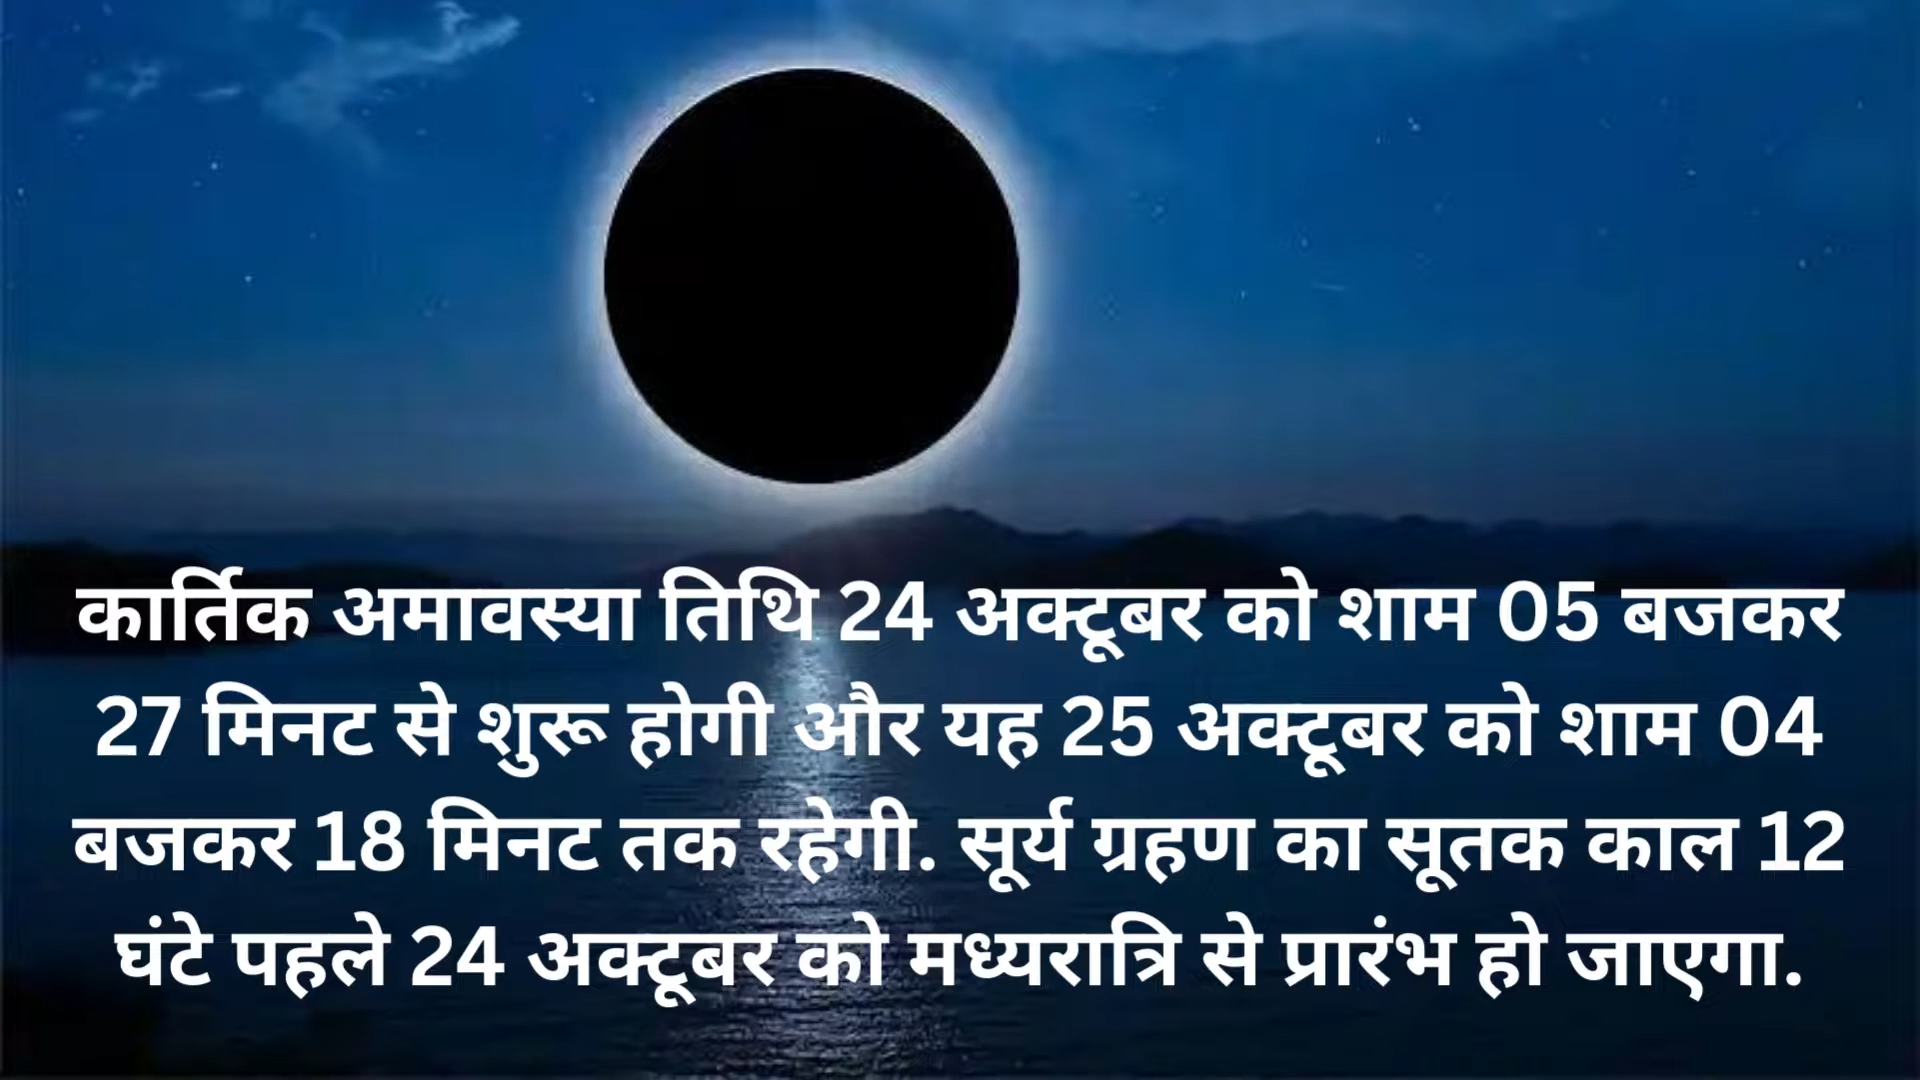 कार्तिक अमावस्या तिथि 24 अक्टूबर को शाम 05 बजकर
27 मिनट से शुरू होगी और यह 25 अक्टूबर को शाम 04
बजकर 18 मिनट तक रहेगी. सूर्य ग्रहण का सूतक काल 12
घंटे पहले 24 अक्टूबर को मध्यरात्रि से प्रारंभ हो जाएगा.